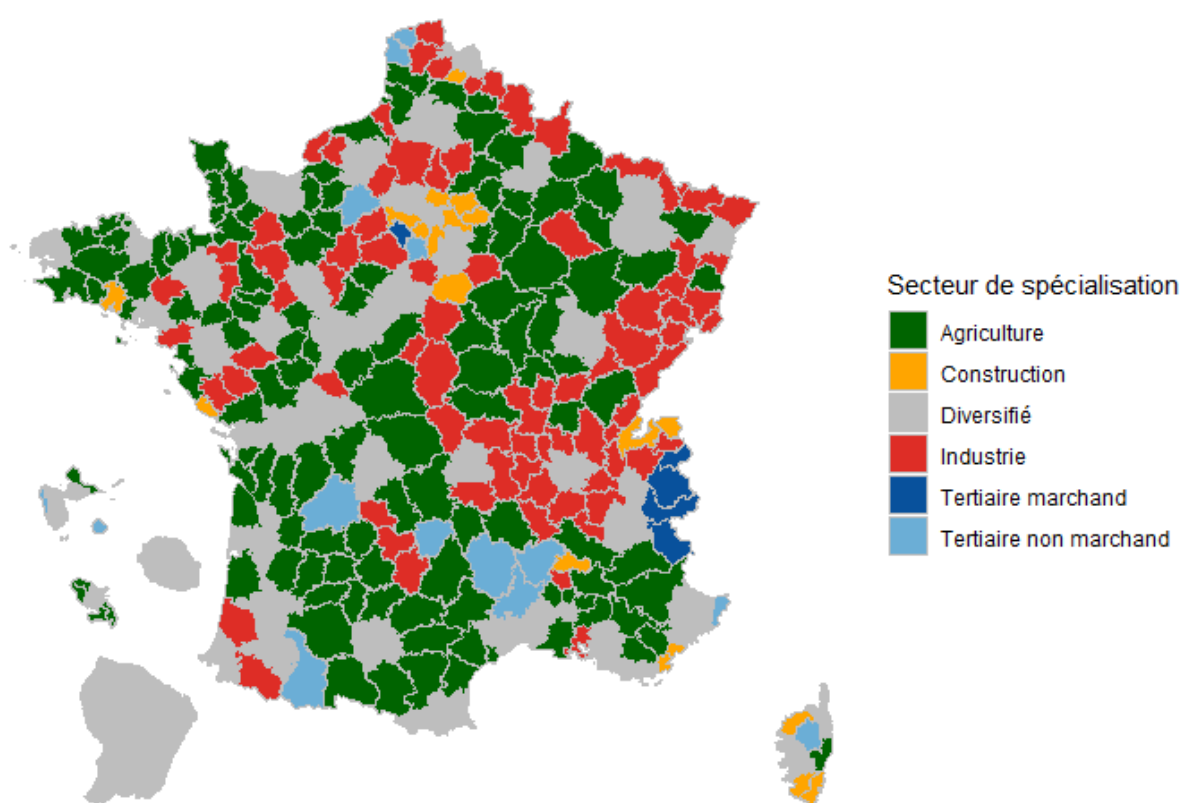 Secteur de spécialisation
Agriculture
Construction
Diversifié
Industrie
Tertiaire marchand
Tertiaire non marchand